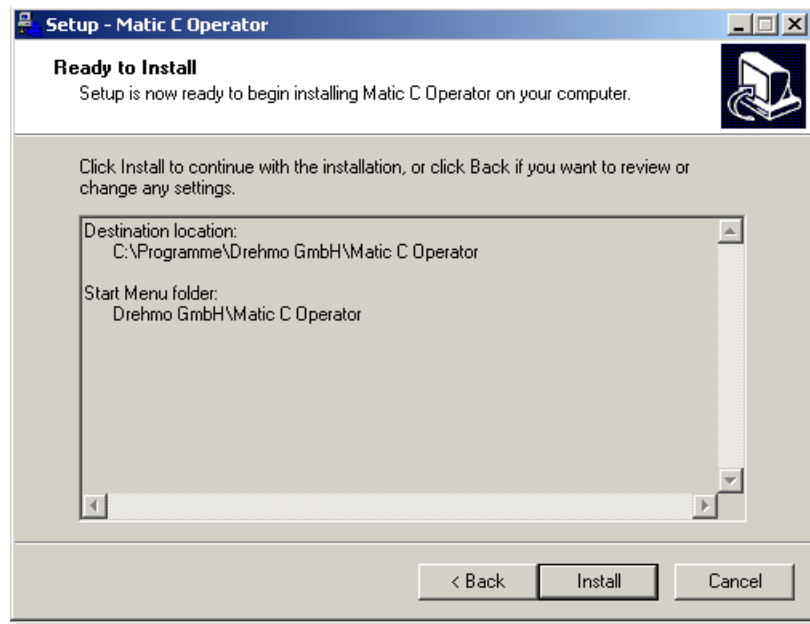 Setup - Matic C Operator
Ready to Install
Setup is now ready to begin installing Matic C Operator on your computer.
Click Install to continue with the installation, or click Back if you want to review or
change any settings.
Destination location:
C:\Programme\Drehmo GmbH\Matic C Operator
Start Menu folder:
Drehmo GmbH\Matic C Operator
< Back Install Cancel